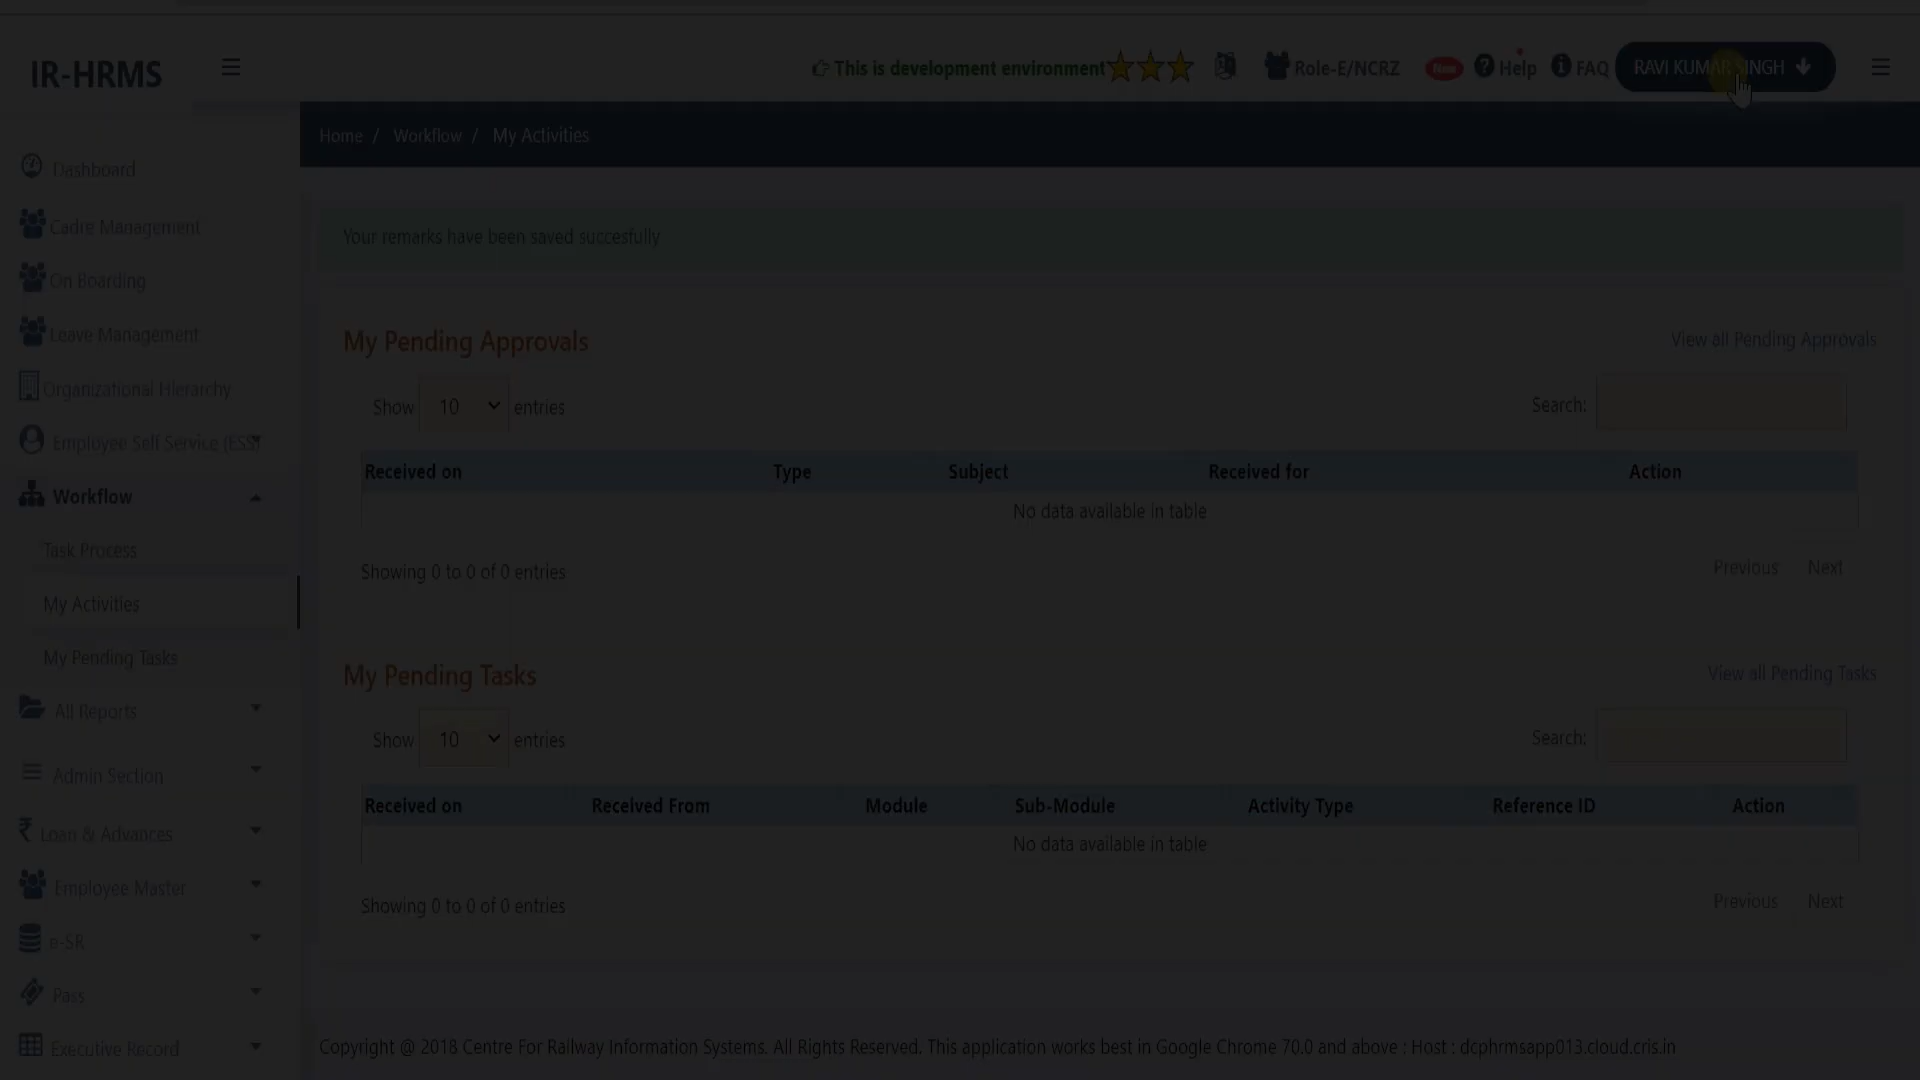 IR-HRMS
This is development environment
Role-E/NCRZ
New
Help
FAQ
RAVI KUMAR SINGH
Home / Workflow / My Activities
Dashboard
Cadre Management
On Boarding
Leave Management
Organizational Hierarchy
Employee Self Service (ESS)
Workflow
Task Process
My Activities
My Pending Tasks
All Reports
Admin Section
Loan & Advances
Employee Master
e-SR
Pass
Executive Record
Your remarks have been saved succesfully
My Pending Approvals
View all Pending Approvals
Show 10 entries
Search:
Received on Type Subject Received for Action
No data available in table
Showing 0 to 0 of 0 entries
Previous Next
My Pending Tasks
View all Pending Tasks
Show 10 entries
Search:
Received on Received From Module Sub-Module Activity Type Reference ID Action
No data available in table
Showing 0 to 0 of 0 entries
Previous Next
Copyright @ 2018 Centre For Railway Information Systems. All Rights Reserved. This application works best in Google Chrome 70.0 and above : Host : dcphrmsapp013.cloud.cris.in